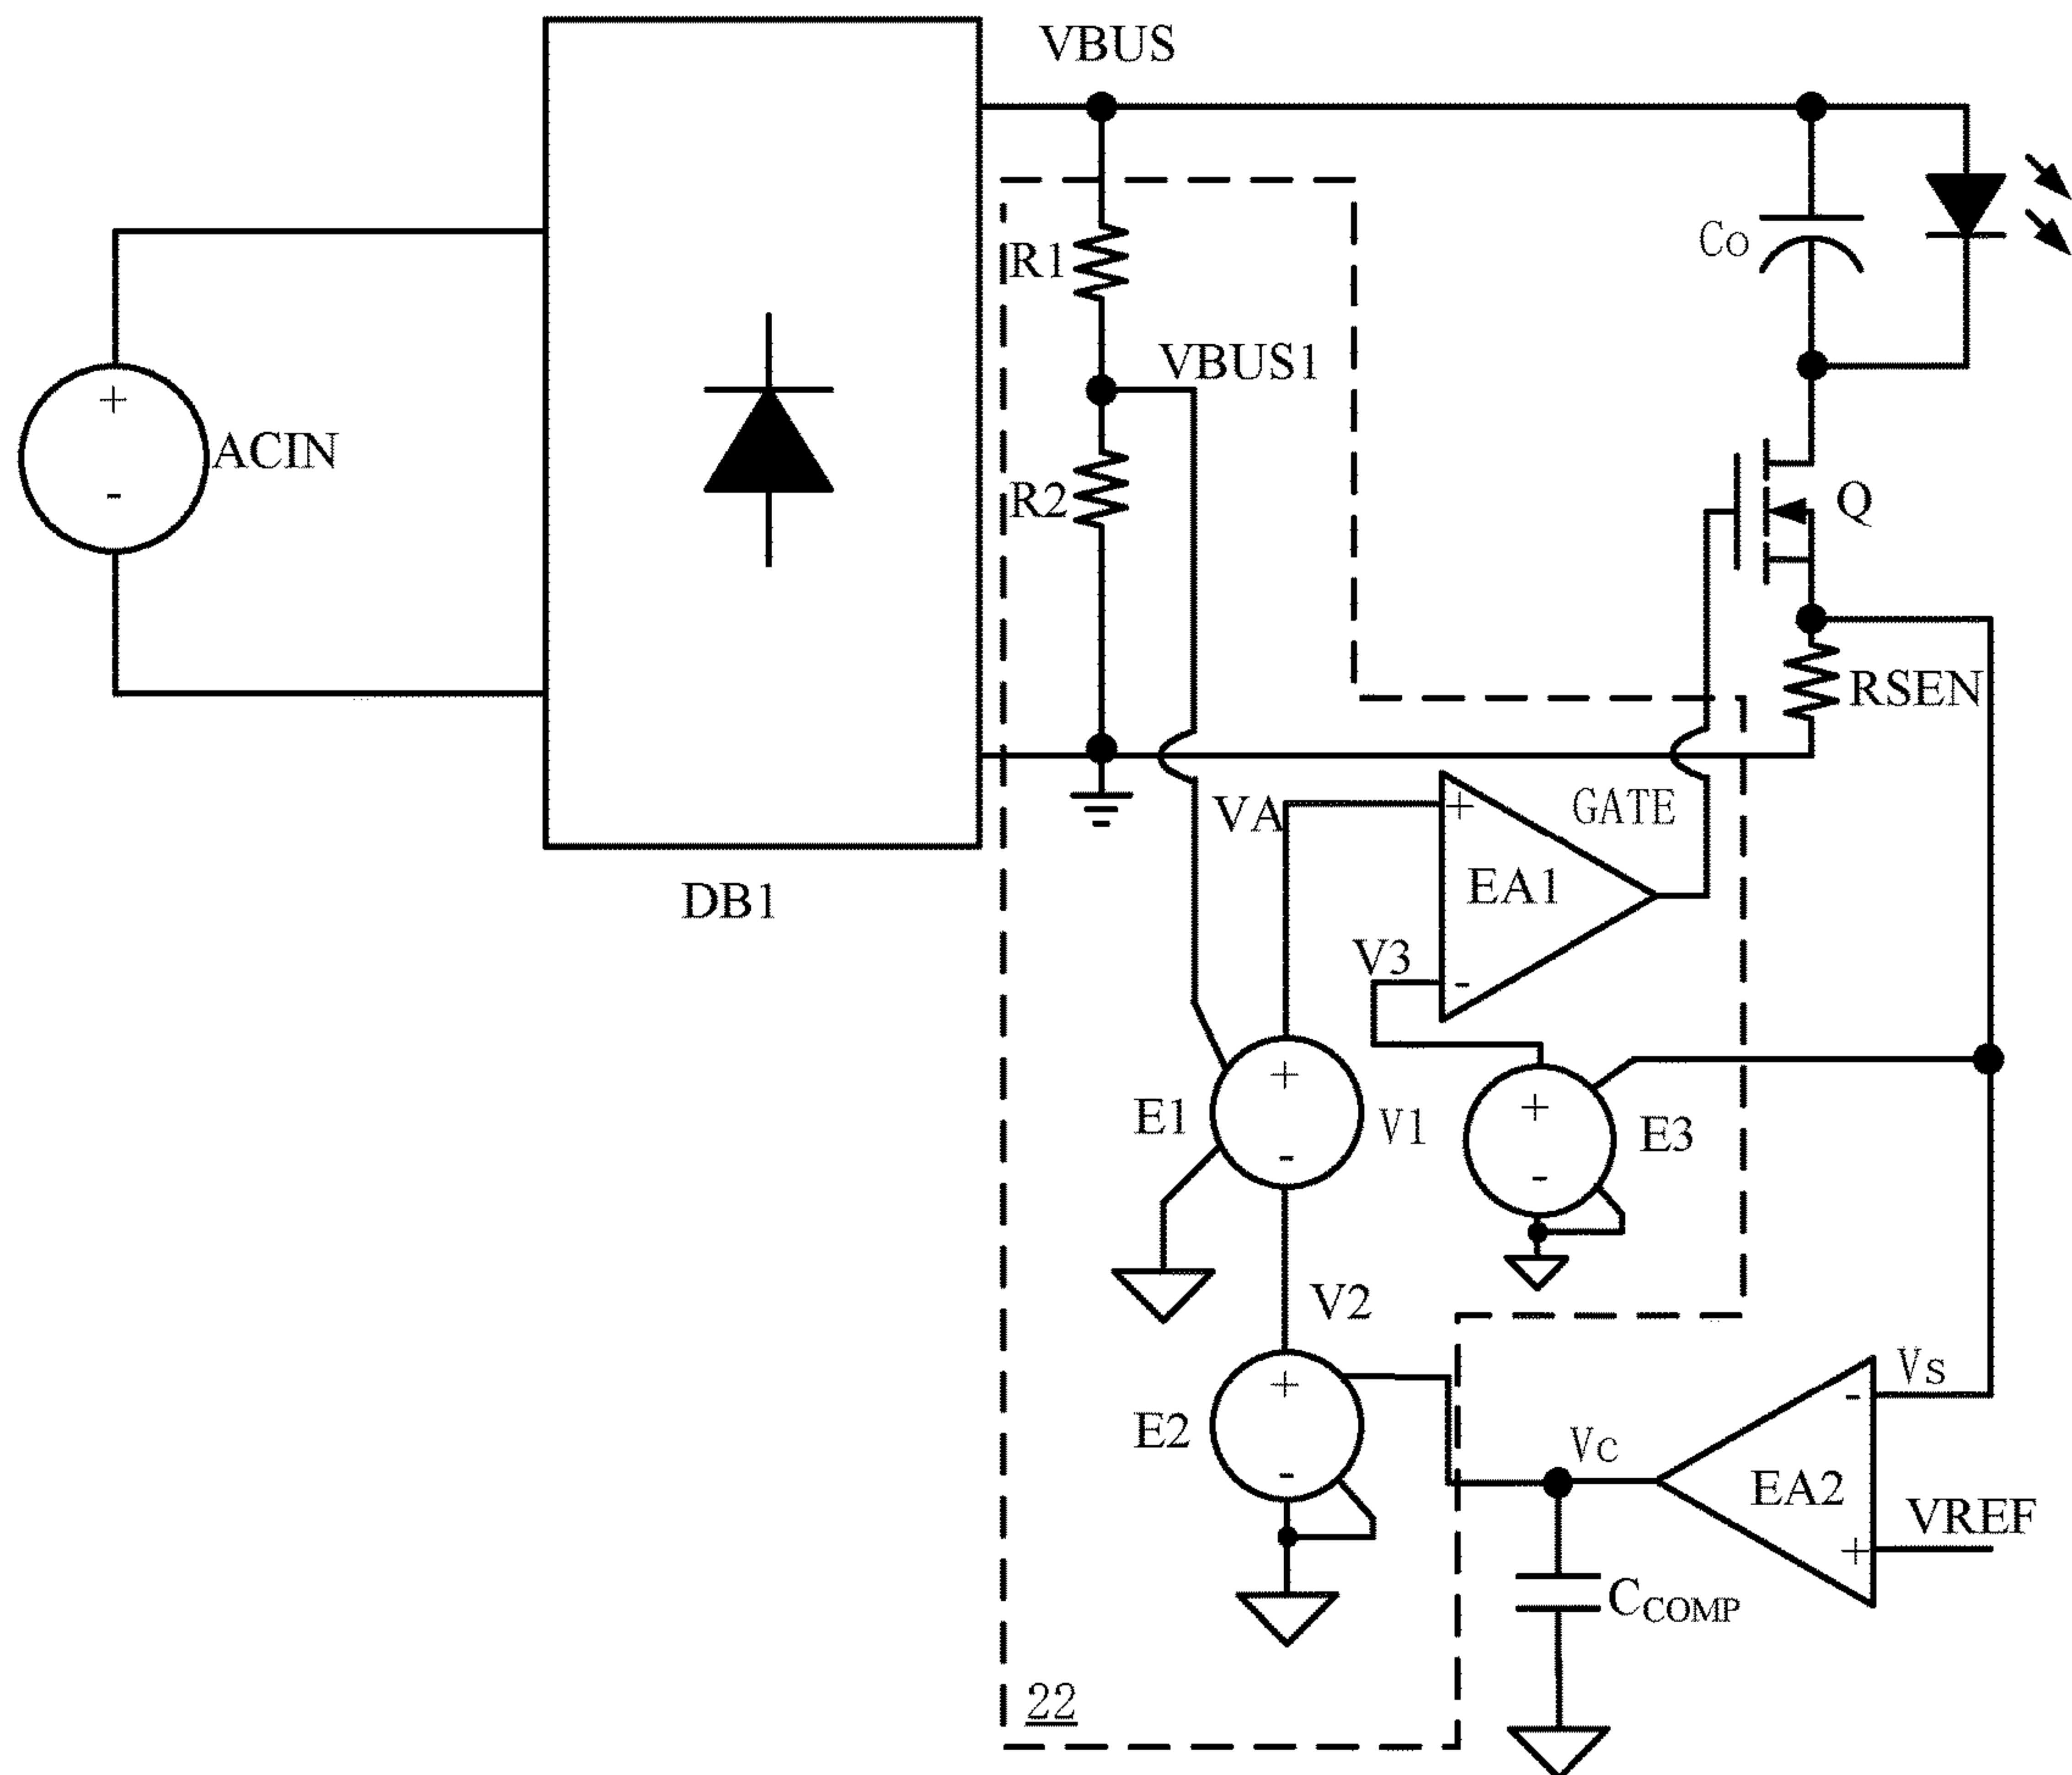 VBUS
R1
Co
VBUS1
+
ACIN
-
R2
Q
RSEN
VA
+
GATE
EA1
DB1
V3
-
+
E1
V1
-
+
E3
-
V2
+
E2
-
Vs
-
Vc
EA2
VREF
+
CCOMP
22